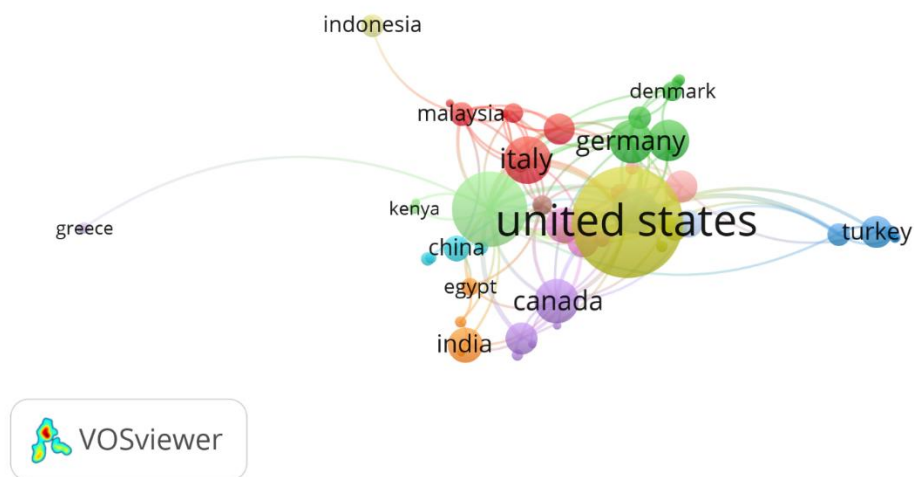 indonesia
denmark
malaysia
germany
italy
kenya
united states
greece
turkey
china
egypt
canada
india
VOSviewer